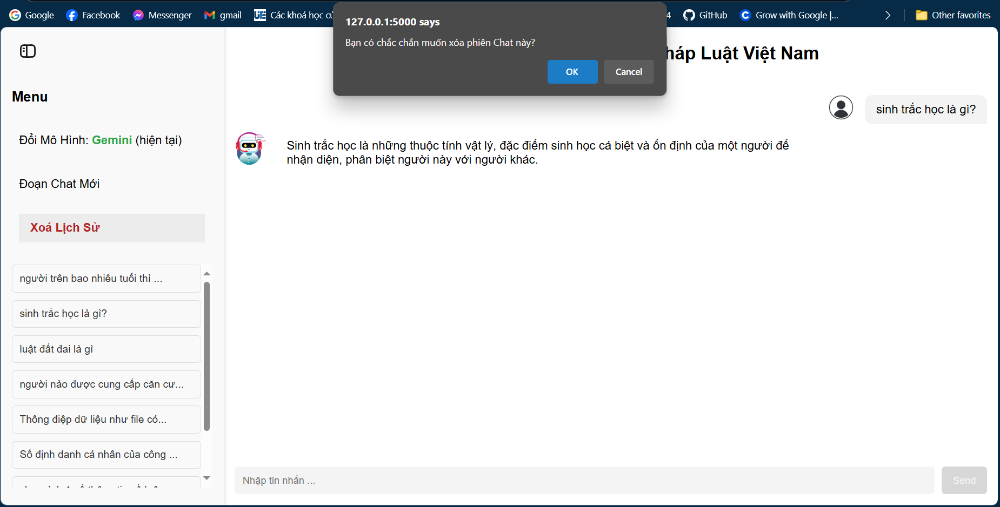 Google
Facebook
Messenger
gmail
Các khoá học
4
GitHub
Grow with Google |...
Other favorites
127.0.0.1:5000 says
Bạn có chắc chắn muốn xóa phiên Chat này?
OK
Cancel
háp Luật Việt Nam
Menu
Đổi Mô Hình: Gemini (hiện tại)
Đoạn Chat Mới
Xoá Lịch Sử
người trên bao nhiêu tuổi thì ...
sinh trắc học là gì?
luật đất đai là gì
người nào được cung cấp căn cư...
Thông điệp dữ liệu như file có...
Số định danh cá nhân của công ...
sinh trắc học là gì?
Sinh trắc học là những thuộc tính vật lý, đặc điểm sinh học cá biệt và ổn định của một người để
nhận diện, phân biệt người này với người khác.
Nhập tin nhắn ...
Send